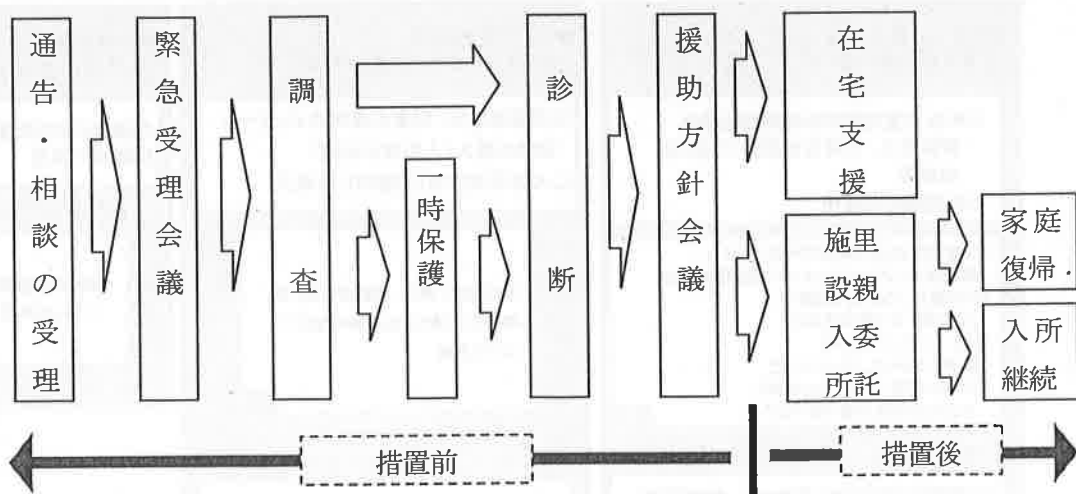 通告・相談の受理
緊急受理会議
調査
一時保護
診断
援助方針会議
在宅支援
里親委託
施設入所
家庭
復帰.
入所
継続
措置前
措置後